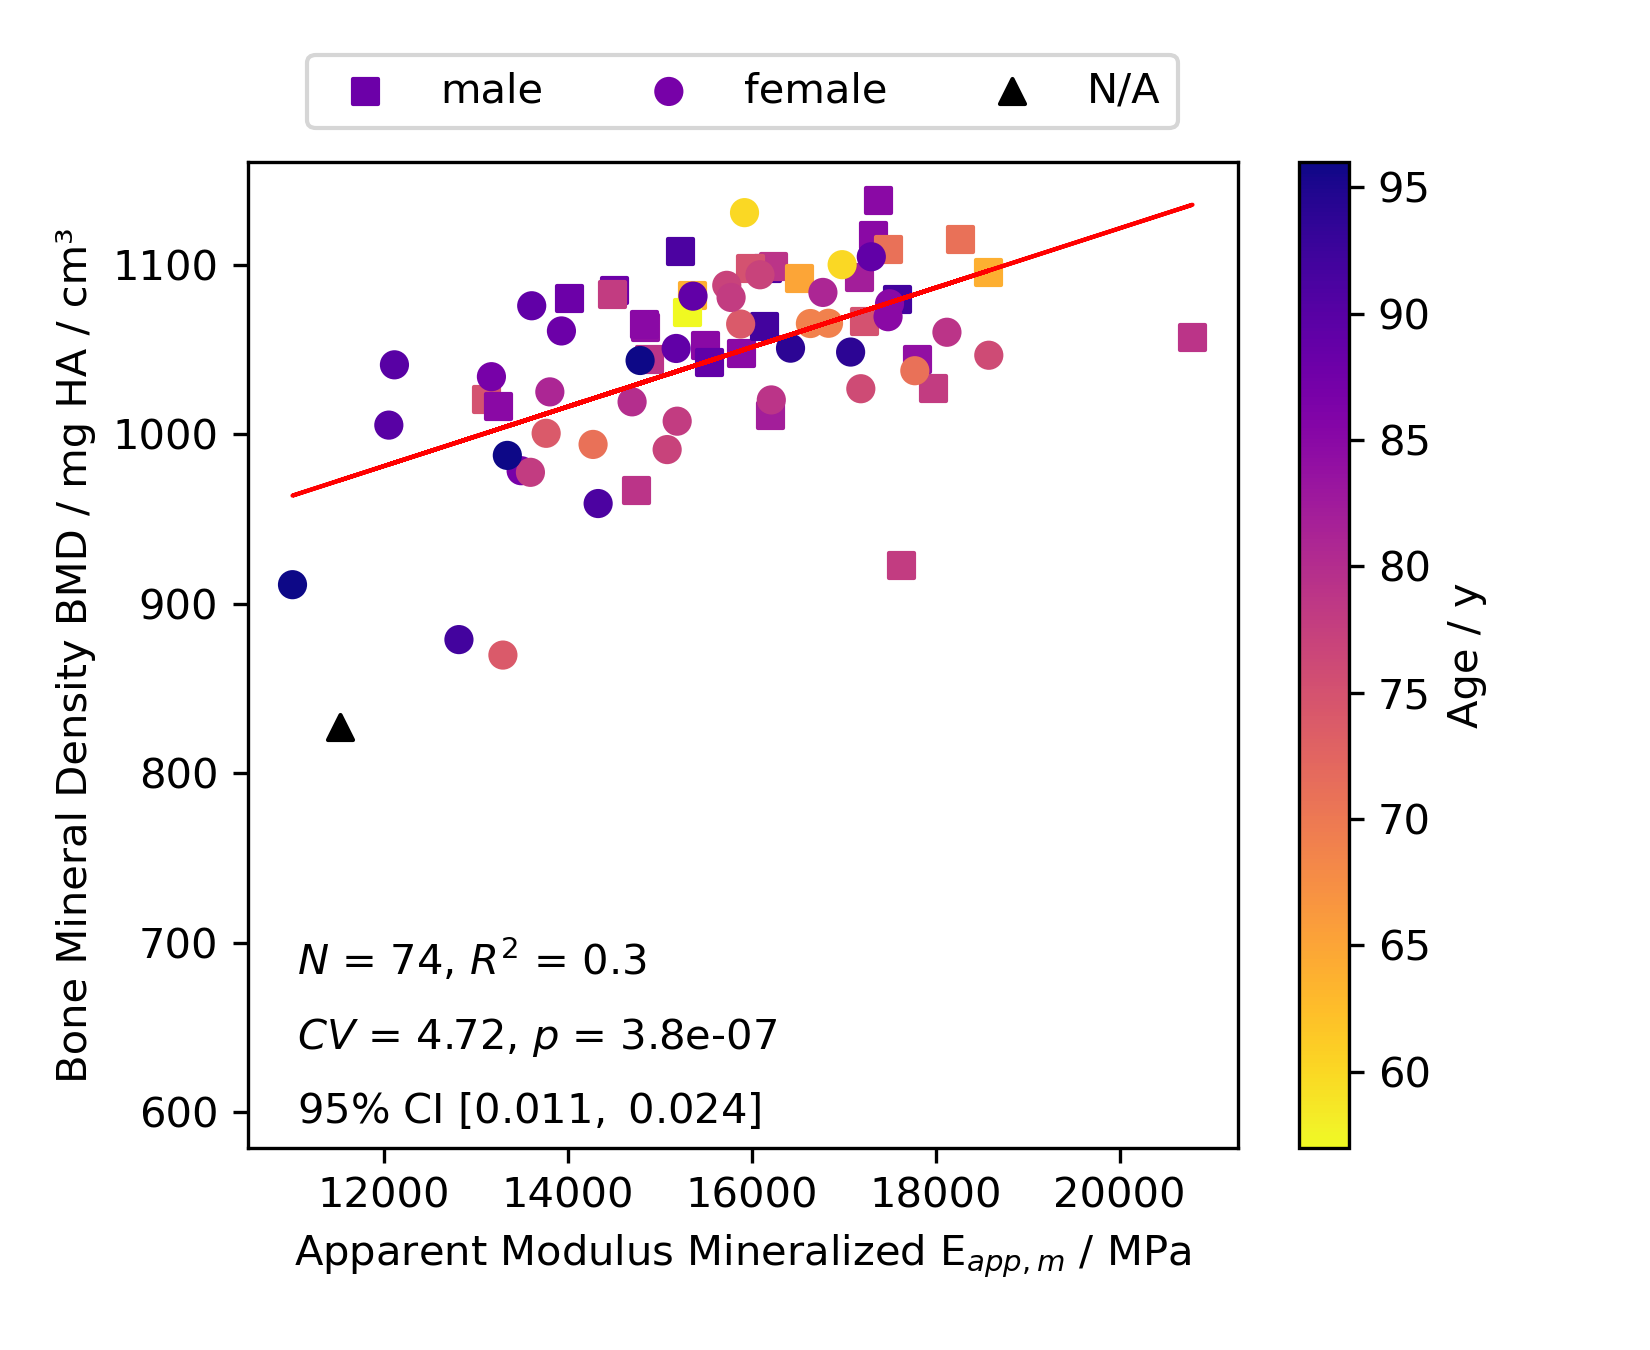 male female N/A
1100
1000
900
800
700
600
Bone Mineral Density BMD / mg HA / cm³
N = 74, R² = 0.3
CV = 4.72, p = 3.8e-07
95% CI [0.011, 0.024]
12000 14000 16000 18000 20000
Apparent Modulus Mineralized E_app,m / MPa
95
90
85
80
75
70
65
60
Age / y